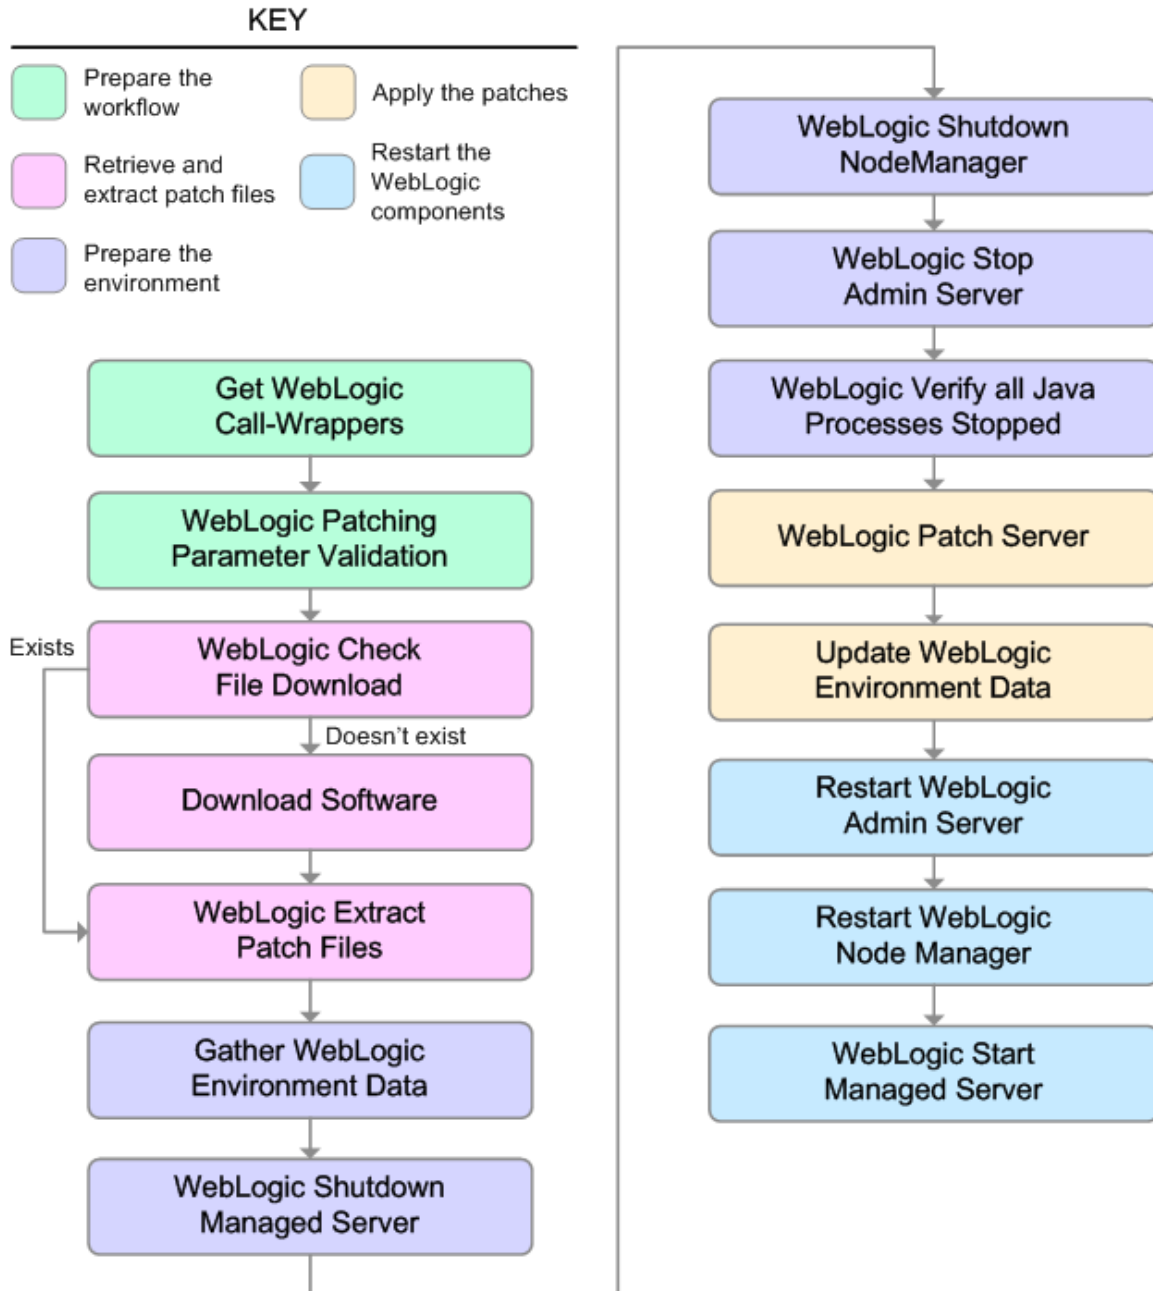 KEY
Prepare the
workflow
Apply the patches
Retrieve and
extract patch files
Restart the
WebLogic
components
Prepare the
environment
Get WebLogic
Call-Wrappers
WebLogic Patching
Parameter Validation
Exists
WebLogic Check
File Download
Doesn't exist
Download Software
WebLogic Extract
Patch Files
Gather WebLogic
Environment Data
WebLogic Shutdown
Managed Server
WebLogic Shutdown
NodeManager
WebLogic Stop
Admin Server
WebLogic Verify all Java
Processes Stopped
WebLogic Patch Server
Update WebLogic
Environment Data
Restart WebLogic
Admin Server
Restart WebLogic
Node Manager
WebLogic Start
Managed Server